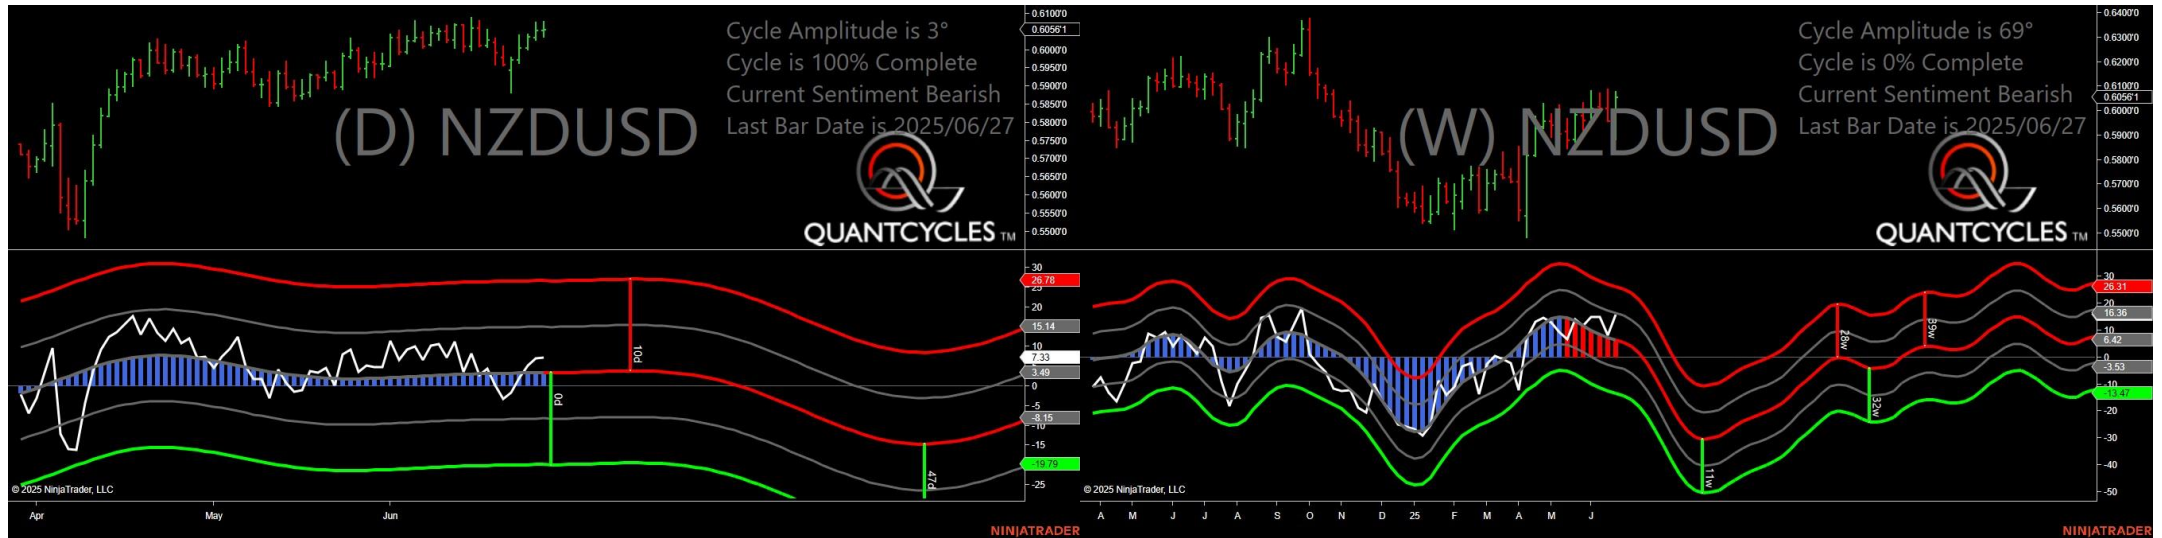 Cycle Amplitude is 3°
Cycle is 100% Complete
Current Sentiment Bearish
Last Bar Date is 2025/06/27
(D) NZDUSD
QUANTCYCLES TM
0.6100'0
0.6056'1
0.6000'0
0.5950'0
0.5900'0
0.5850'0
0.5800'0
0.5750'0
0.5700'0
0.5650'0
0.5600'0
0.5550'0
0.5500'0
30
26.78
25
20
15.14
10
7.33
3.49
0
-5
-8.15
-10
-15
-19.79
-25
10d
0d
47d
© 2025 NinjaTrader, LLC
Apr May Jun
NINJATRADER
Cycle Amplitude is 69°
Cycle is 0% Complete
Current Sentiment Bearish
Last Bar Date is 2025/06/27
(W) NZDUSD
QUANTCYCLES TM
0.6400'0
0.6300'0
0.6200'0
0.6100'0
0.6056'1
0.6000'0
0.5900'0
0.5800'0
0.5700'0
0.5600'0
0.5500'0
30
26.31
20
16.36
10
6.42
0
-3.53
-10
-13.47
-20
-30
-40
-50
28w
39w
32w
11w
© 2025 NinjaTrader, LLC
A M J J A S O N D 25 F M A M J
NINJATRADER